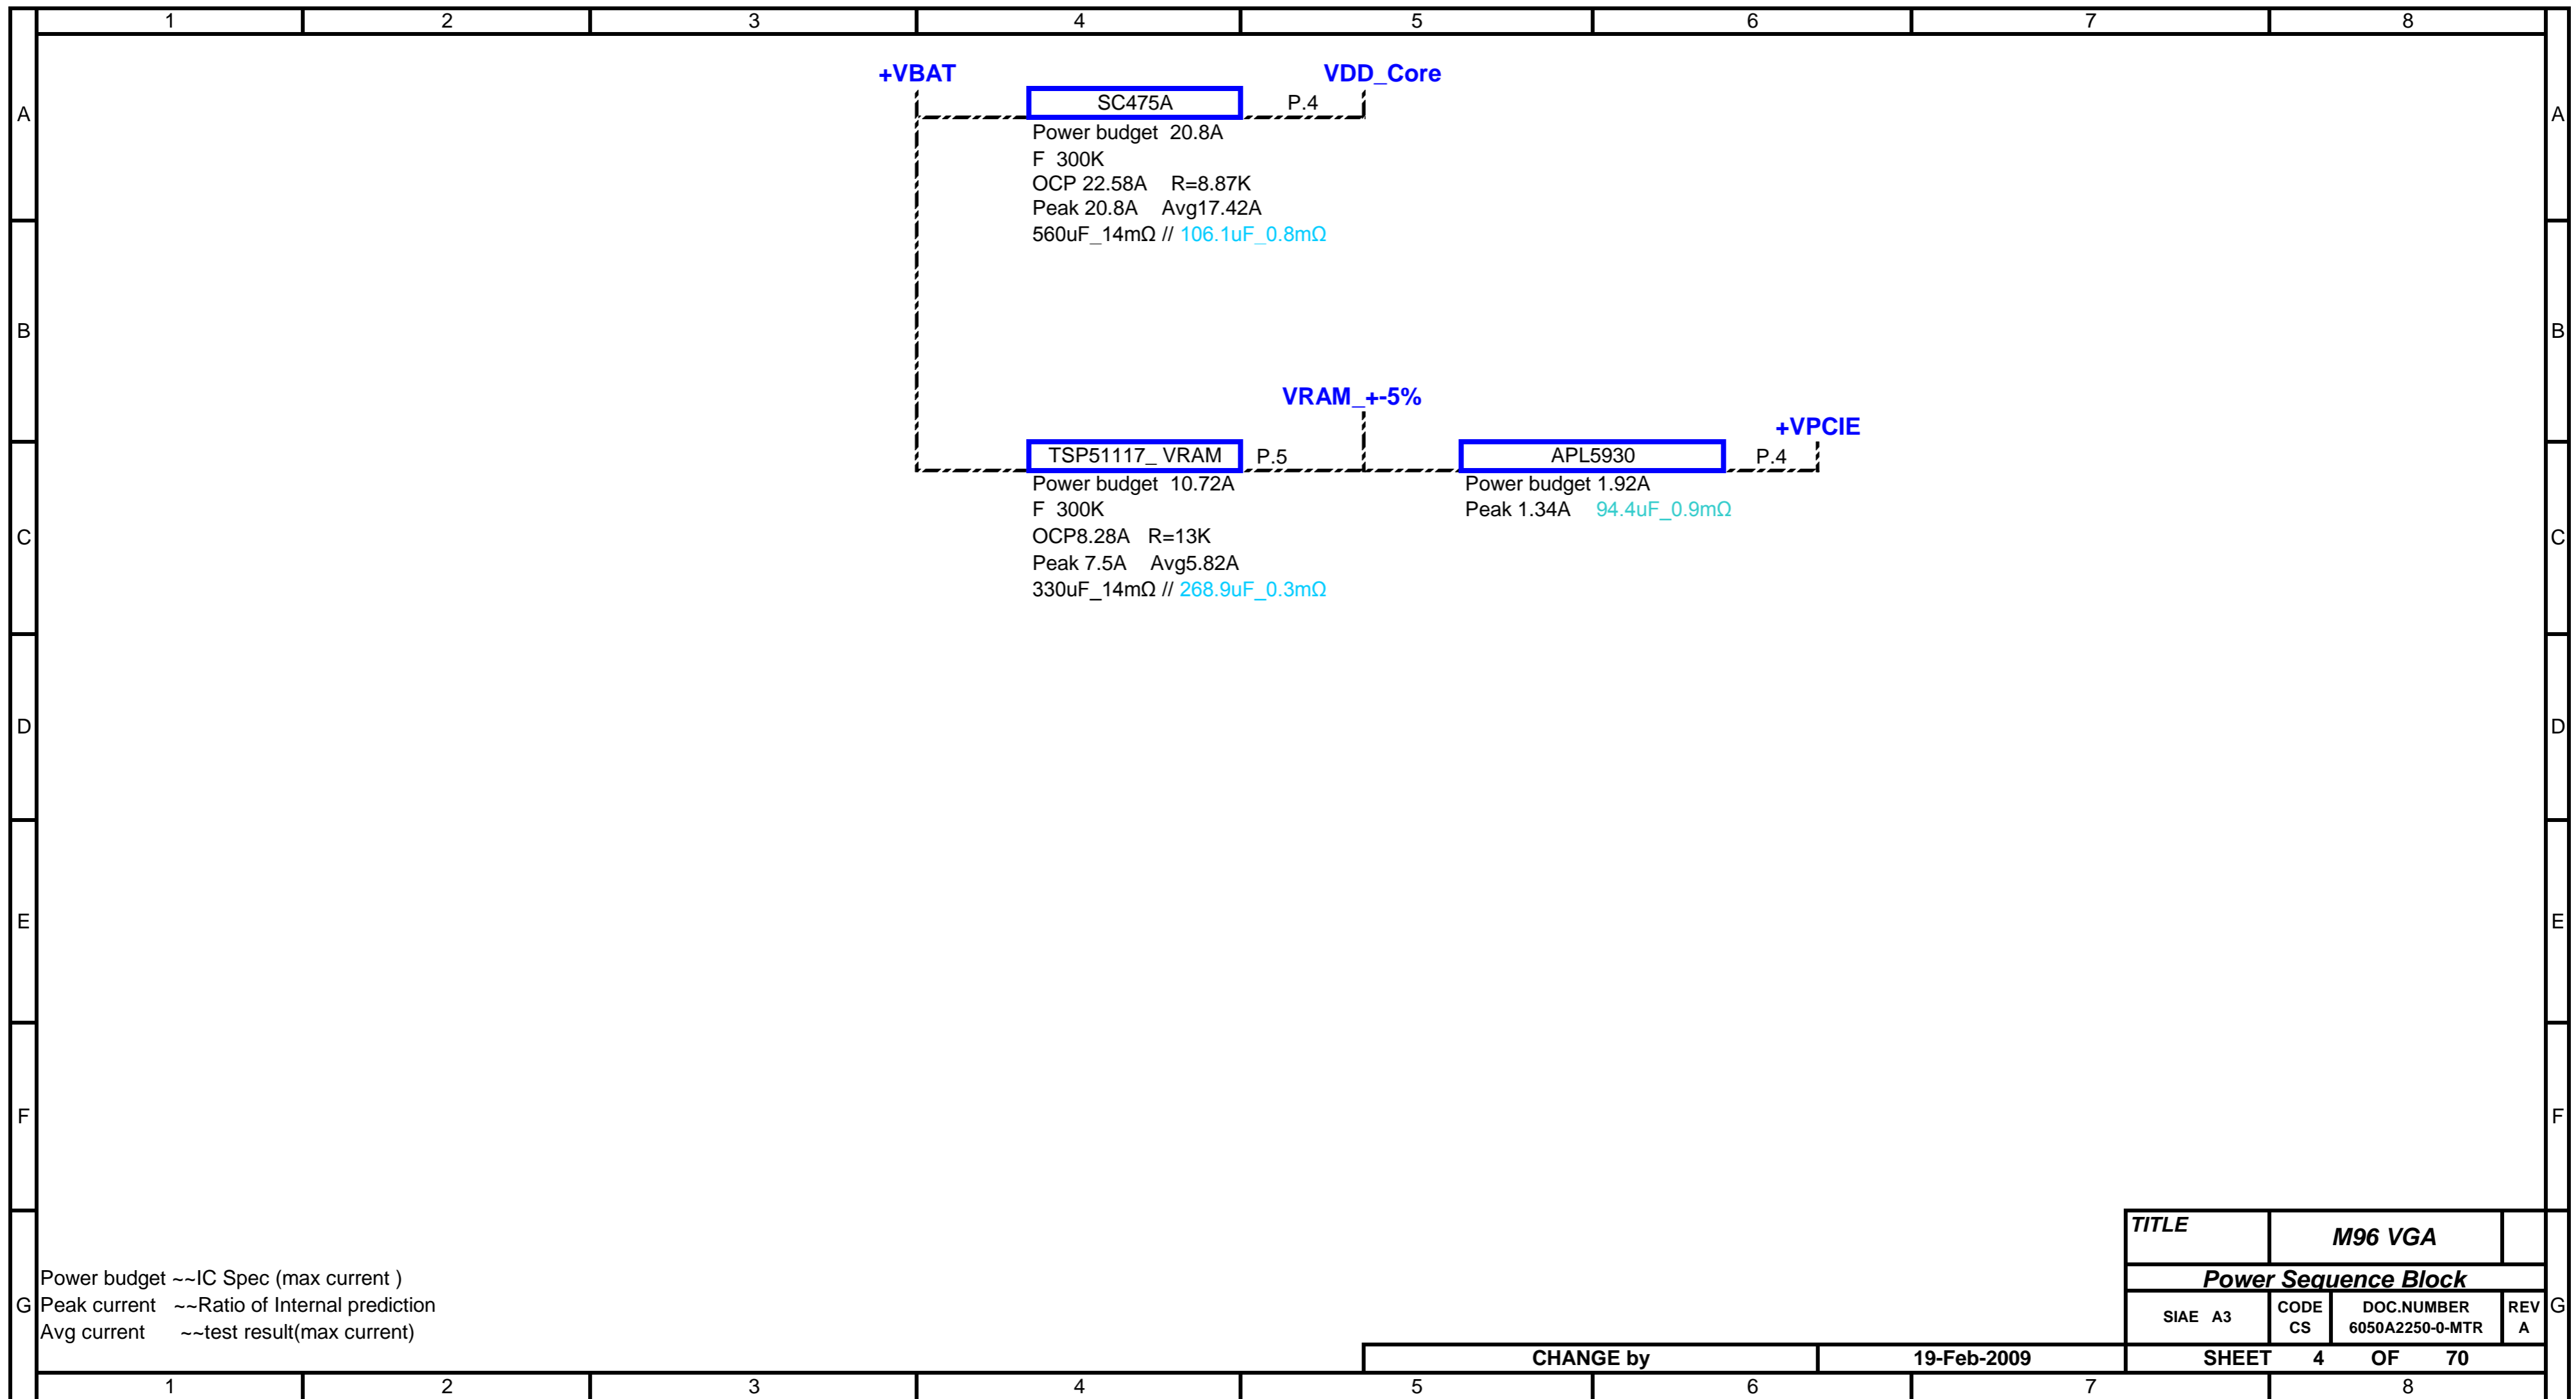 1 2 3 4 5 6 7 8
+VBAT VDD_Core
A SC475A P.4 A
Power budget 20.8A
F 300K
OCP 22.58A R=8.87K
Peak 20.8A Avg17.42A
560uF_14mΩ // 106.1uF_0.8mΩ
B B
VRAM_+-5%
+VPCIE
TSP51117_ VRAM P.5 APL5930 P.4
Power budget 10.72A Power budget 1.92A
F 300K Peak 1.34A 94.4uF_0.9mΩ
C OCP8.28A R=13K C
Peak 7.5A Avg5.82A
330uF_14mΩ // 268.9uF_0.3mΩ
D D
E E
F F
TITLE M96 VGA
Power budget ~~IC Spec (max current )
Power Sequence Block
G Peak current ~~Ratio of Internal prediction G
Avg current ~~test result(max current)
SIAE A3 CODE DOC.NUMBER REV
CS 6050A2250-0-MTR A
CHANGE by 19-Feb-2009 SHEET 4 OF 70
1 2 3 4 5 6 7 8